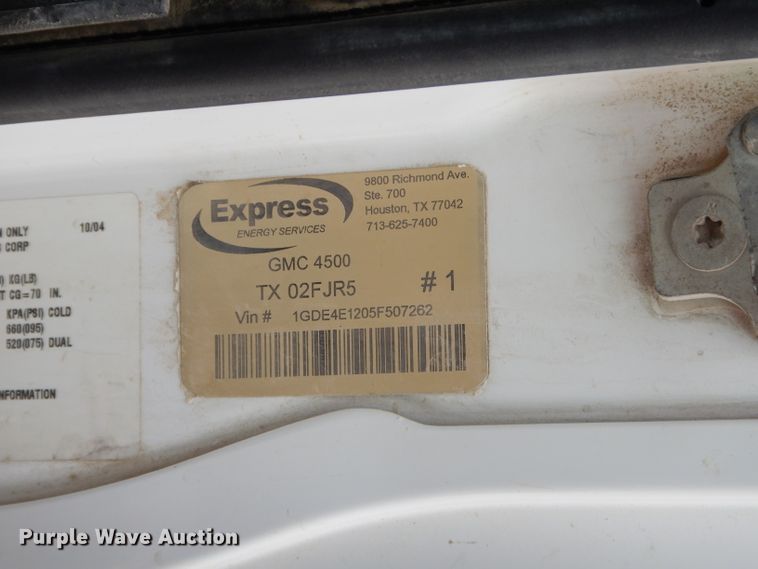 N ONLY 10/04
CORP
KG(LB)
T CG=70 IN.
KPA(PSI) COLD
660(095)
520(075) DUAL
NFORMATION
Express
ENERGY SERVICES
9800 Richmond Ave.
Ste. 700
Houston, TX 77042
713-625-7400
GMC 4500
TX 02FJR5 # 1
Vin # 1GDE4E1205F507262
Purple Wave Auction